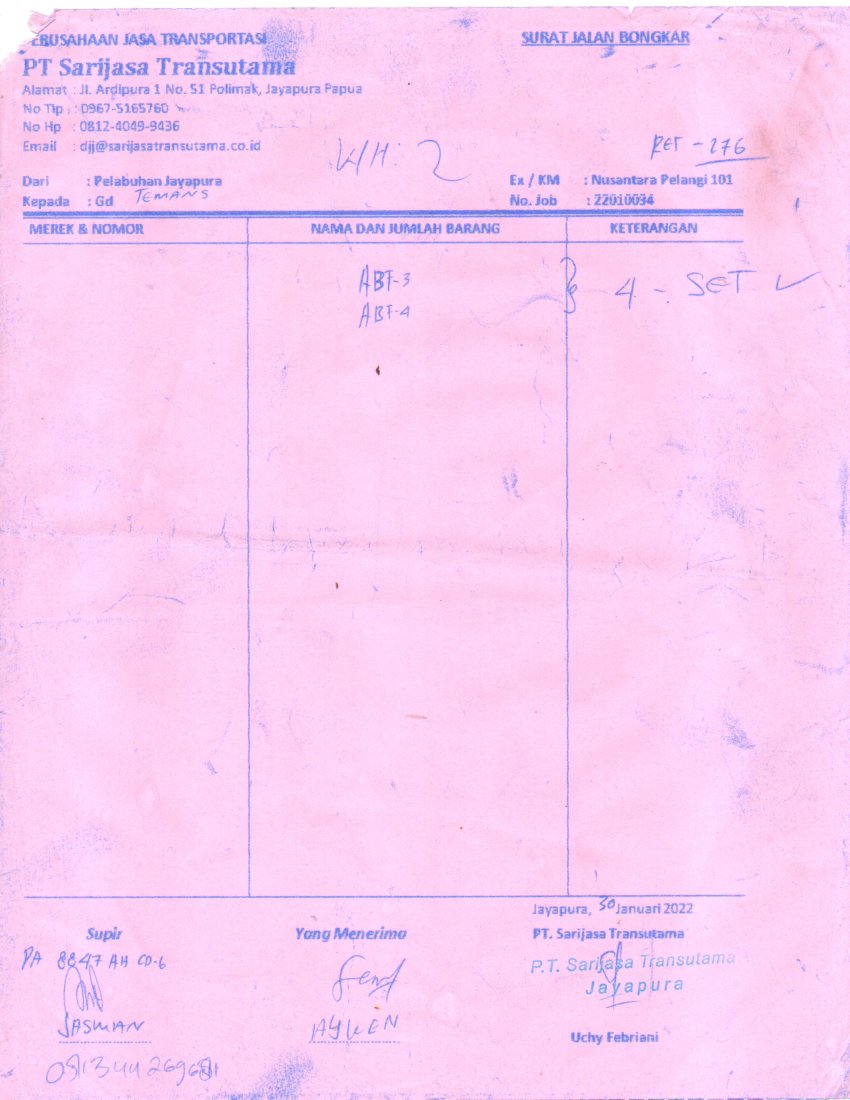 ERUSAHAAN JASA TRANSPORTASI
SURAT JALAN BONGKAR
PT Sarijasa Transutama
Alamat : Jl. Ardipura 1 No. 51 Polimak, Jayapura Papua
No Tlp : 0967-5165760
No Hp : 0812-4049-9436
Email : djj@sarijasatransutama.co.id
WH: 2
RET - 276
Dari : Pelabuhan Jayapura
Ex / KM : Nusantara Pelangi 101
Kepada : Gd TEMANS
No. Job : 22010034
MEREK & NOMOR NAMA DAN JUMLAH BARANG KETERANGAN
ABT-3
4 - SET
ABT-4
Jayapura, 30 Januari 2022
Supir Yang Menerima PT. Sarijasa Transutama
PA 8847 AH CD-6
P.T. Sarijasa Transutama
Jayapura
JASMAN
Uchy Febriani